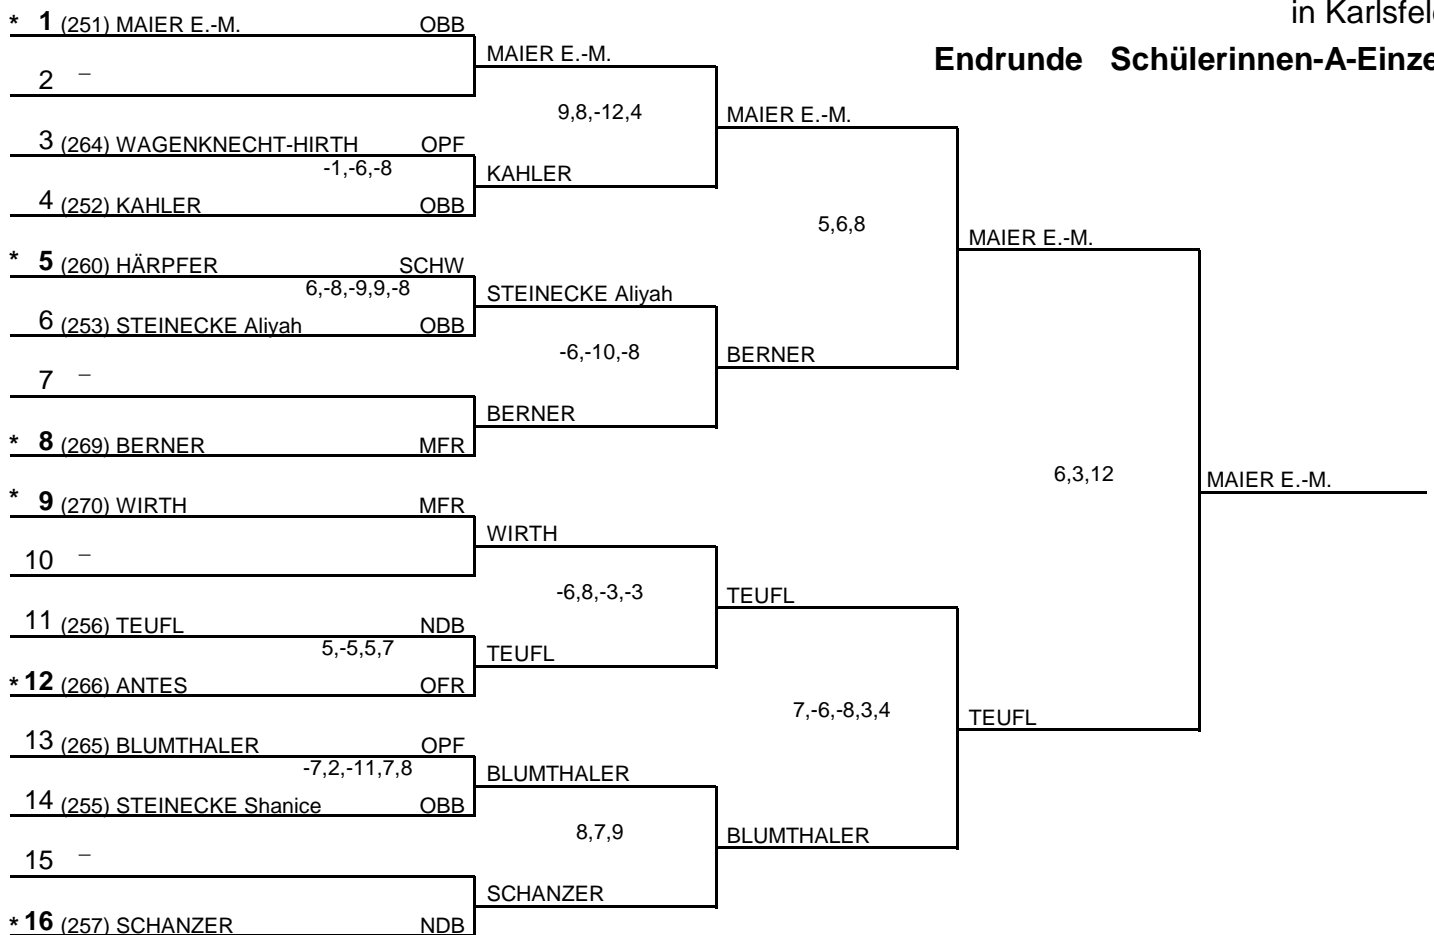 in Karlsfel
Endrunde Schülerinnen-A-Einze
* 1 (251) MAIER E.-M. OBB
MAIER E.-M.
2 –
9,8,-12,4
MAIER E.-M.
3 (264) WAGENKNECHT-HIRTH OPF
-1,-6,-8
KAHLER
4 (252) KAHLER OBB
5,6,8
MAIER E.-M.
* 5 (260) HÄRPFER SCHW
6,-8,-9,9,-8
STEINECKE Aliyah
6 (253) STEINECKE Aliyah OBB
-6,-10,-8
BERNER
7 –
BERNER
* 8 (269) BERNER MFR
6,3,12
MAIER E.-M.
* 9 (270) WIRTH MFR
WIRTH
10 –
-6,8,-3,-3
TEUFL
11 (256) TEUFL NDB
5,-5,5,7
TEUFL
* 12 (266) ANTES OFR
7,-6,-8,3,4
TEUFL
13 (265) BLUMTHALER OPF
-7,2,-11,7,8
BLUMTHALER
14 (255) STEINECKE Shanice OBB
8,7,9
BLUMTHALER
15 –
SCHANZER
* 16 (257) SCHANZER NDB